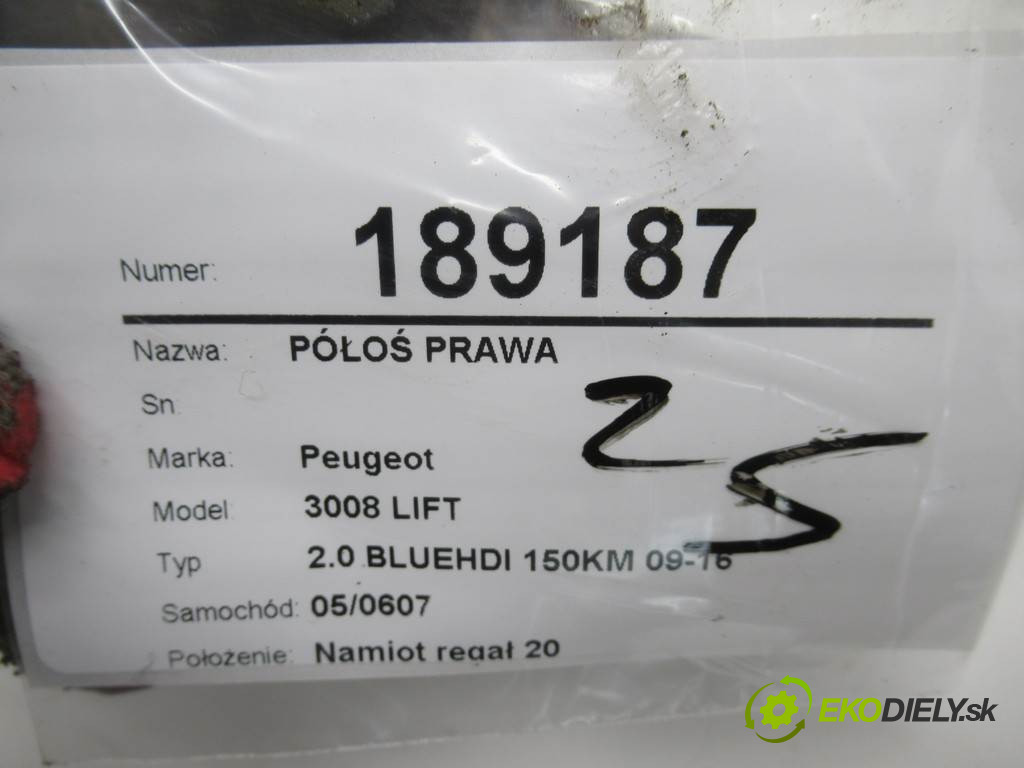 Numer: 189187
Nazwa: PÓŁOŚ PRAWA
Sn.
Marka: Peugeot
Model: 3008 LIFT
Typ 2.0 BLUEHDI 150KM 09-16
Samochód: 05/0607
Położenie: Namiot regał 20
25
EKODIELY.sk